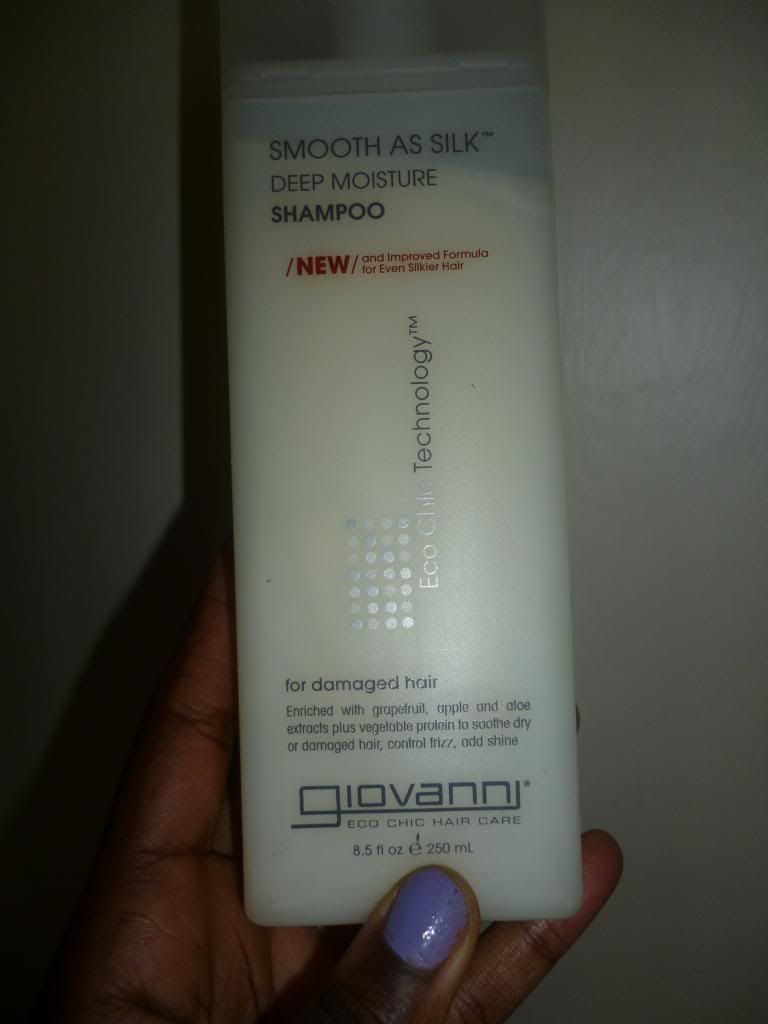 SMOOTH AS SILK™
DEEP MOISTURE
SHAMPOO
/NEW/ and Improved Formula
for Even Silkier Hair
Eco Chic Technology™
for damaged hair
Enriched with grapefruit, apple and aloe
extracts plus vegetable protein to soothe dry
or damaged hair, control frizz, add shine
giovanni®
ECO CHIC HAIR CARE
8.5 fl oz e 250 mL